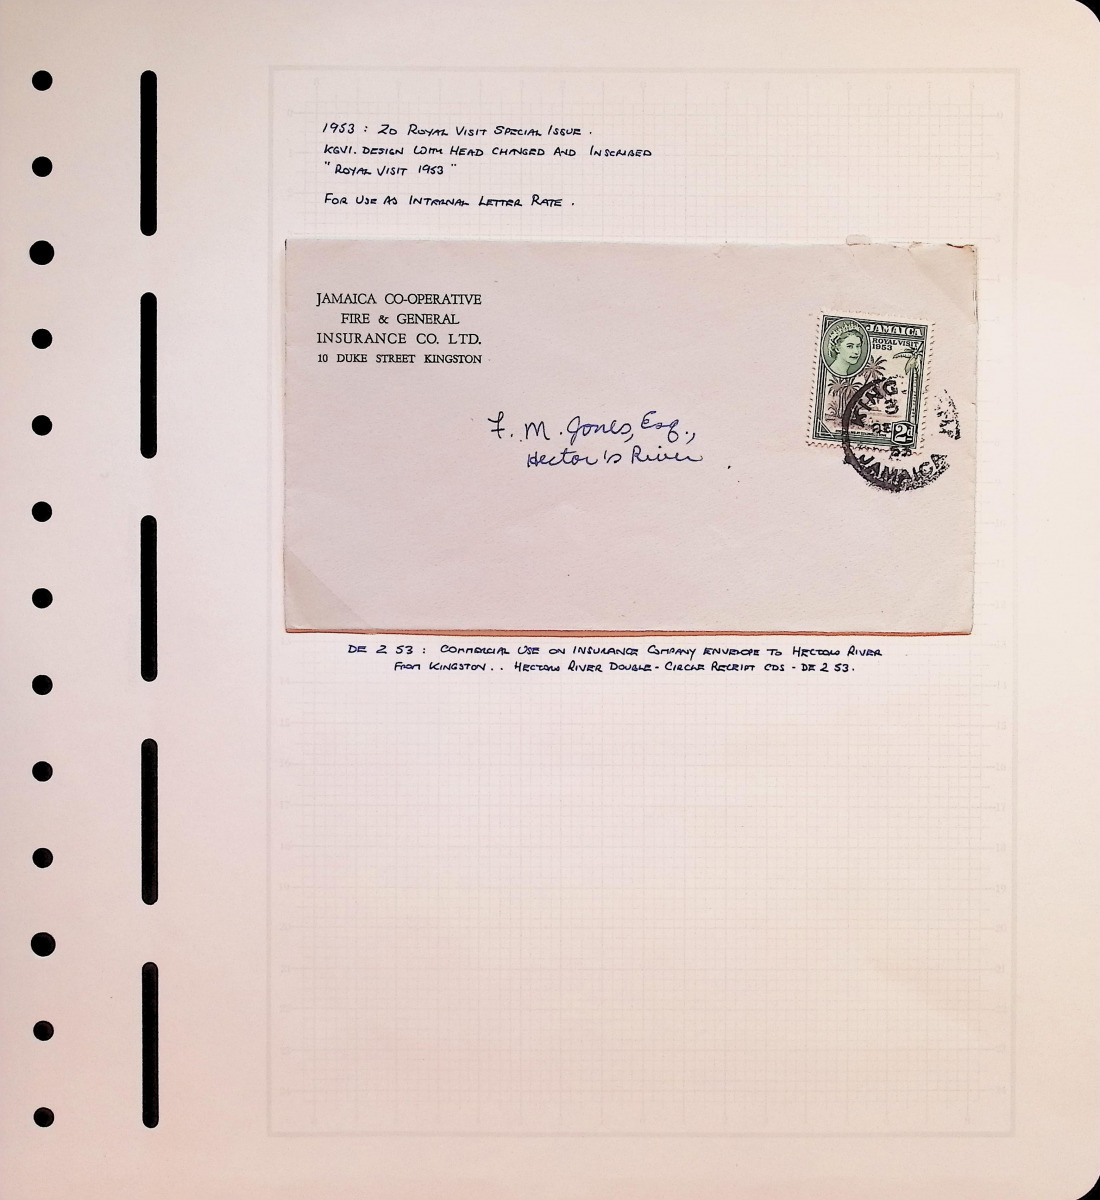 1953 : 2D ROYAL VISIT SPECIAL ISSUE .
KGVI. DESIGN WITH HEAD CHANGED AND INSCRIBED
"ROYAL VISIT 1953"
FOR USE AS INTERNAL LETTER RATE .
JAMAICA CO-OPERATIVE
FIRE & GENERAL
INSURANCE CO. LTD.
10 DUKE STREET KINGSTON
JAMAICA
ROYAL VISIT
1953
2d
KING
DE
53
JAMAICA
F. M. Jones, Esq.,
Hector's River
DE 2 53 : COMMERCIAL USE ON INSURANCE COMPANY ENVELOPE TO HECTORS RIVER
FROM KINGSTON . . HECTORS RIVER DOUBLE - CIRCLE RECEIPT CDS - DE 2 53 .